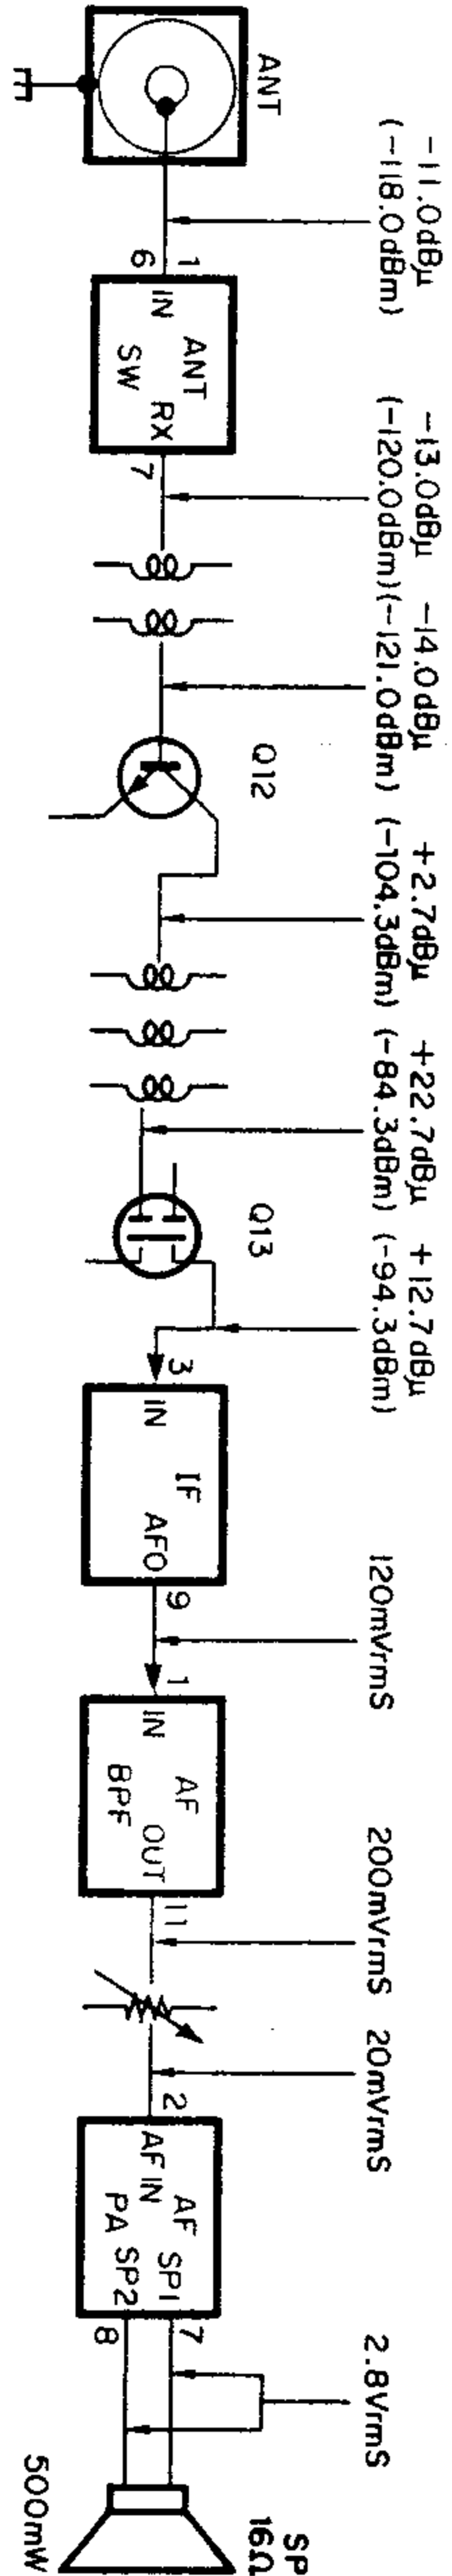 -11.0dBμ
(-118.0dBm)
-13.0dBμ
(-120.0dBm)
-14.0dBμ
(-121.0dBm)
+2.7dBμ
(-104.3dBm)
+22.7dBμ
(-84.3dBm)
+12.7dBμ
(-94.3dBm)
120mVrmS
200mVrmS
20mVrmS
2.8VrmS
ANT
1
6
IN
ANT
SW
RX
7
Q12
Q13
3
IN
IF
AFO
9
1
IN
AF
BPF
OUT
11
2
AF IN
AF
PA
SP1
SP2
7
8
SP
16Ω
500mW